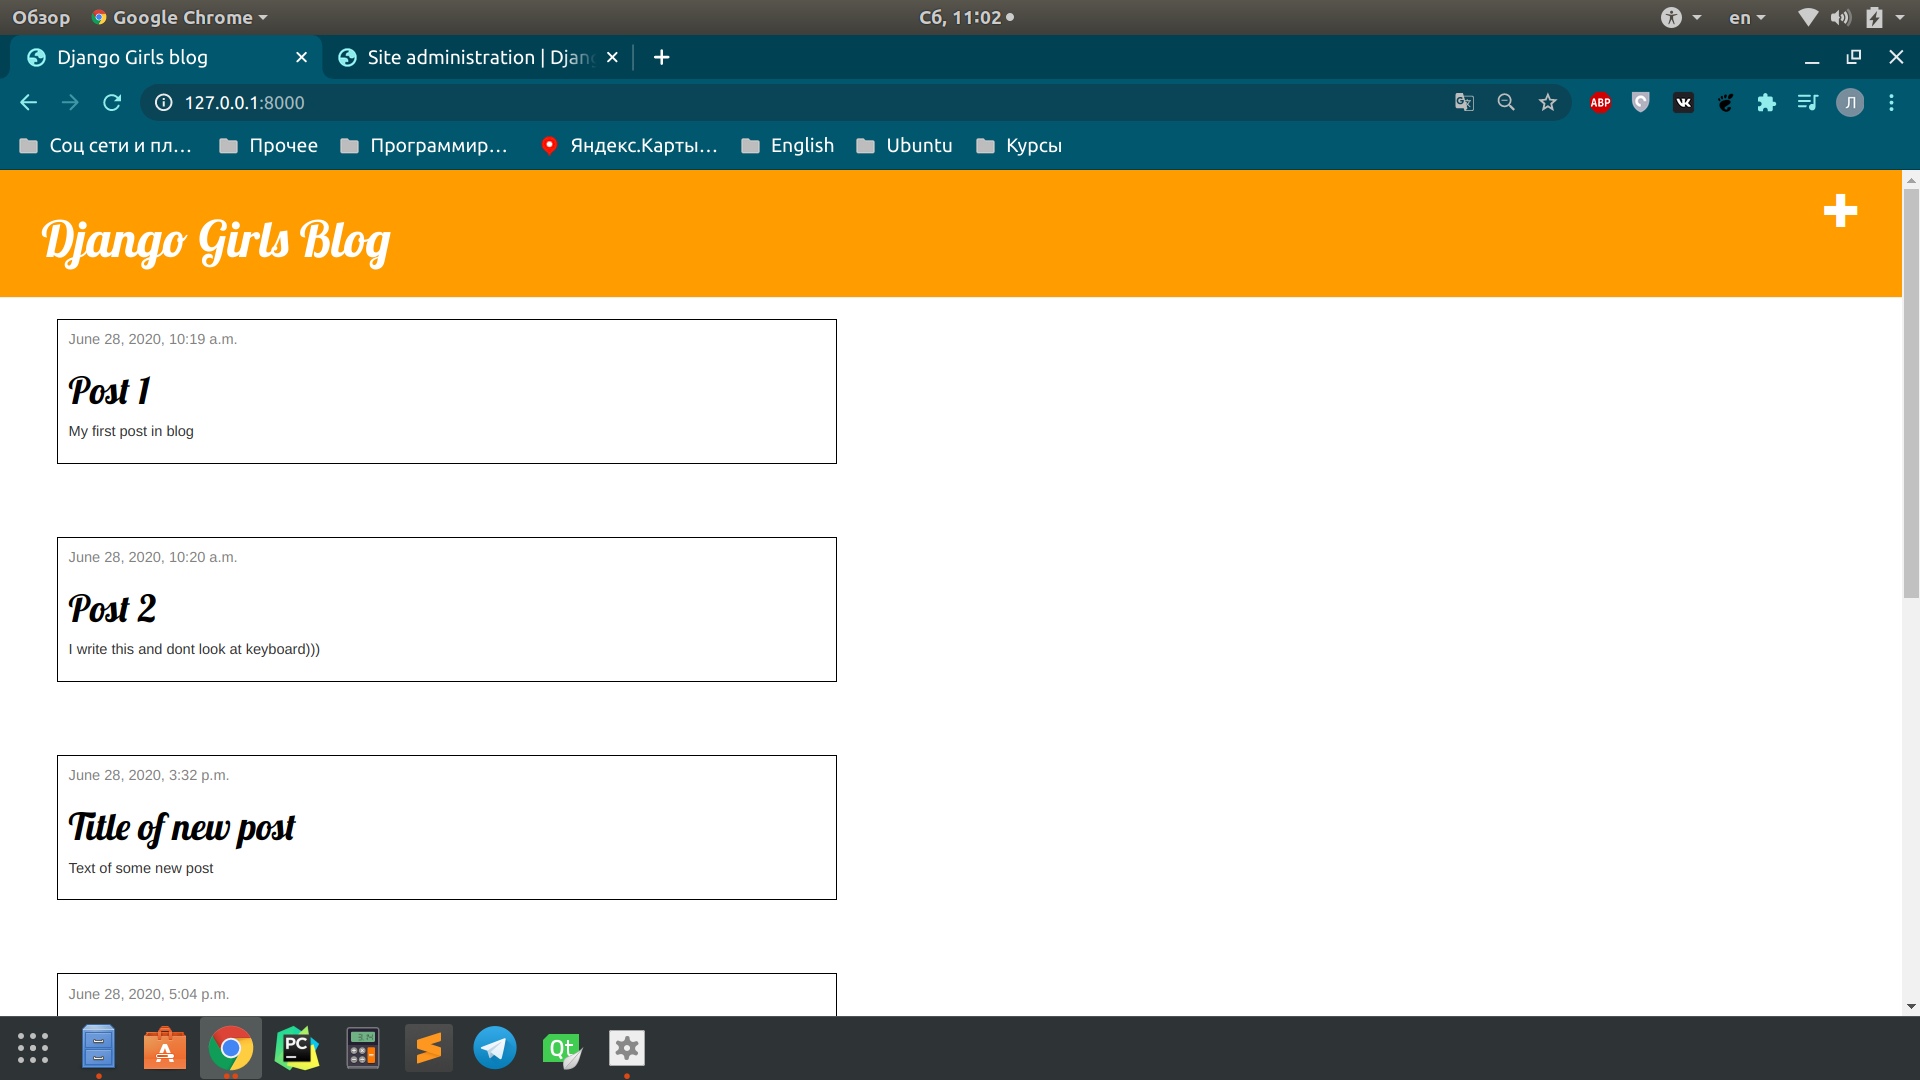 Обзор Google Chrome Сб, 11:02 en
Django Girls blog Site administration | Djan
127.0.0.1:8000 ABP Л
Соц сети и пл... Прочее Программир... Яндекс.Карты... English Ubuntu Курсы
Django Girls Blog
June 28, 2020, 10:19 a.m.
Post 1
My first post in blog
June 28, 2020, 10:20 a.m.
Post 2
I write this and dont look at keyboard)))
June 28, 2020, 3:32 p.m.
Title of new post
Text of some new post
June 28, 2020, 5:04 p.m.
PC Qt